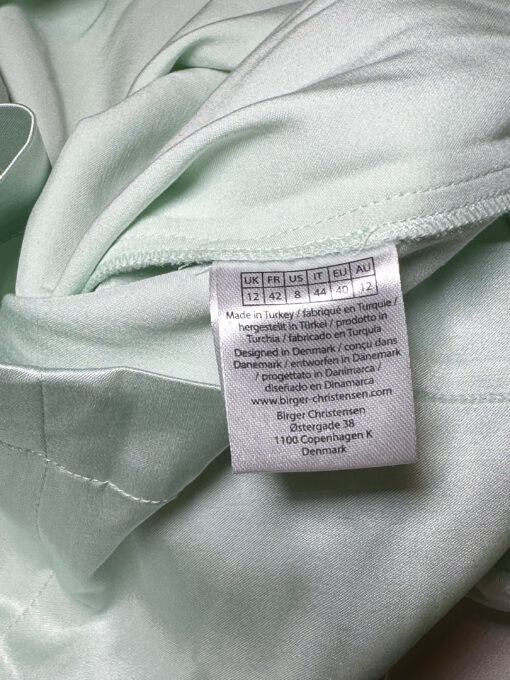 UK FR US IT EU AU
12 42 8 44 40 12
Made in Turkey / fabriqué en Turquie /
hergestellt in Türkei / prodotto in
Turchia / fabricado en Turquía
Designed in Denmark / conçu dans
Danemark / entworfen in Dänemark
/ progettato in Danimarca /
diseñado en Dinamarca
www.birger-christensen.com
Birger Christensen
Østergade 38
1100 Copenhagen K
Denmark